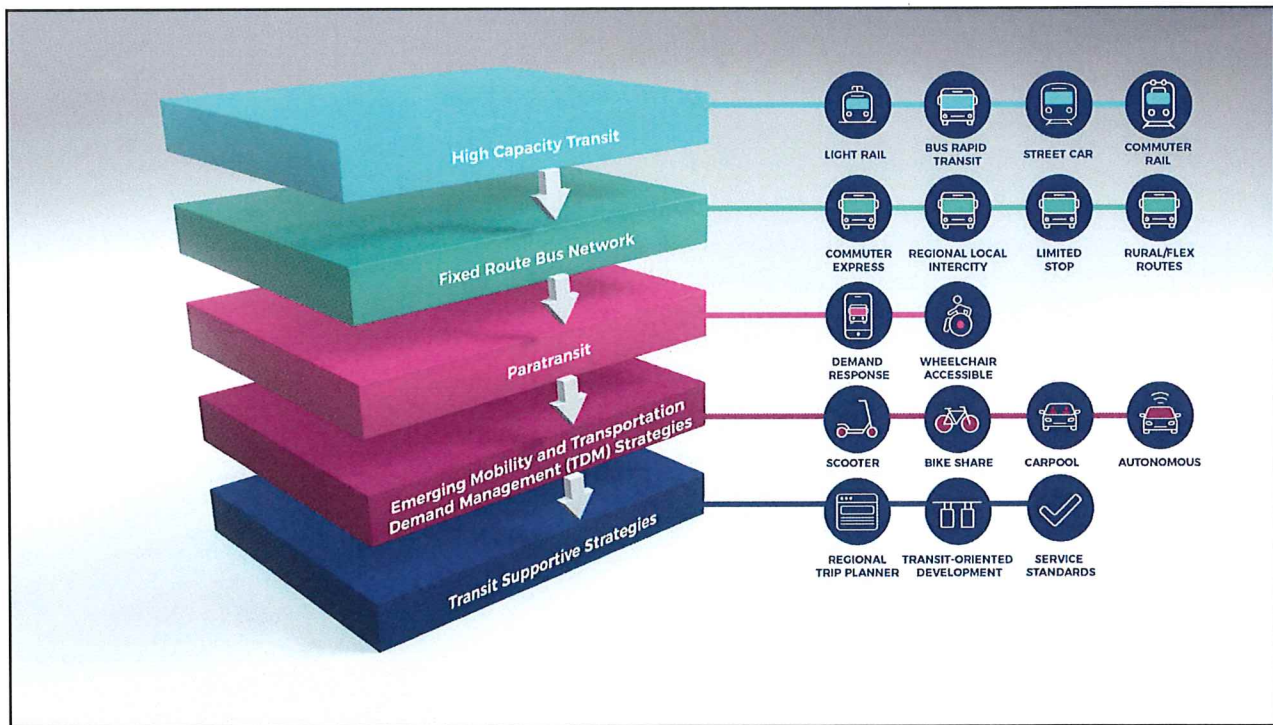 High Capacity Transit
LIGHT RAIL
BUS RAPID
TRANSIT
STREET CAR
COMMUTER
RAIL
Fixed Route Bus Network
COMMUTER
EXPRESS
REGIONAL LOCAL
INTERCITY
LIMITED
STOP
RURAL/FLEX
ROUTES
Paratransit
DEMAND
RESPONSE
WHEELCHAIR
ACCESSIBLE
Emerging Mobility and Transportation
Demand Management (TDM) Strategies
SCOOTER
BIKE SHARE
CARPOOL
AUTONOMOUS
Transit Supportive Strategies
REGIONAL
TRIP PLANNER
TRANSIT-ORIENTED
DEVELOPMENT
SERVICE
STANDARDS